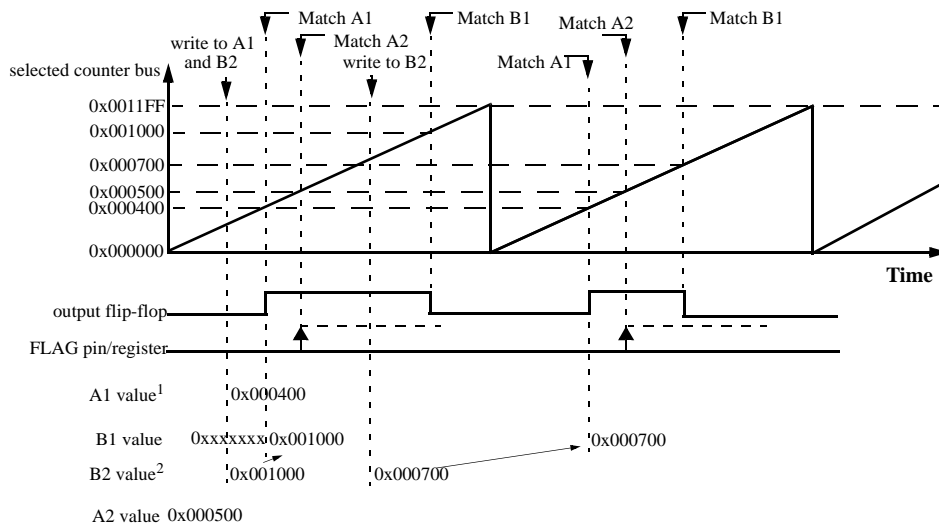 Match A1
Match B1
Match A2
Match B1
write to A1
and B2
Match A2
write to B2
Match A1
selected counter bus
0x0011FF
0x001000
0x000700
0x000500
0x000400
0x000000
Time
output flip-flop
FLAG pin/register
A1 value1 0x000400
B1 value 0xxxxxxx 0x001000 0x000700
B2 value2 0x001000 0x000700
A2 value 0x000500